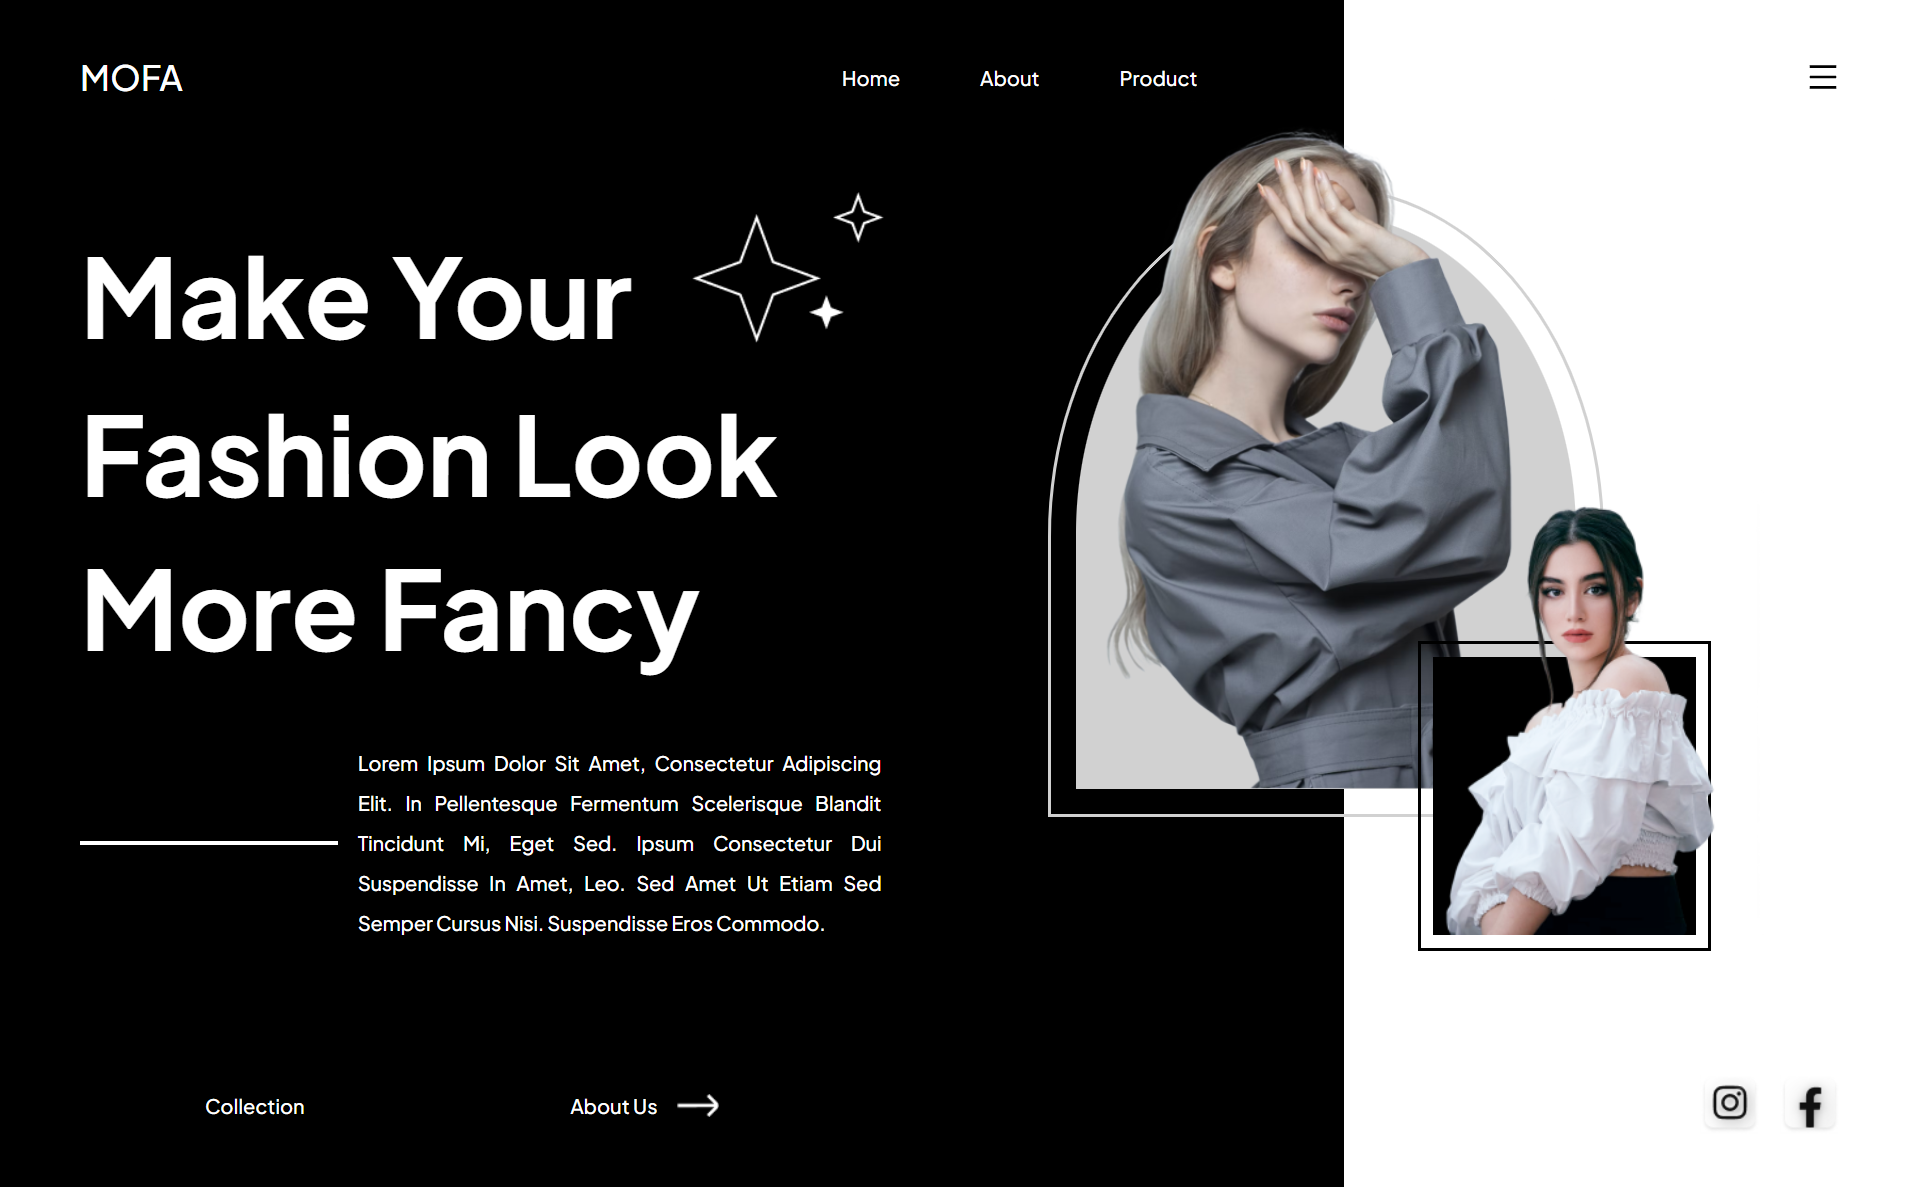 MOFA
Home
About
Product
Make Your
Fashion Look
More Fancy
Lorem Ipsum Dolor Sit Amet, Consectetur Adipiscing
Elit. In Pellentesque Fermentum Scelerisque Blandit
Tincidunt Mi, Eget Sed. Ipsum Consectetur Dui
Suspendisse In Amet, Leo. Sed Amet Ut Etiam Sed
Semper Cursus Nisi. Suspendisse Eros Commodo.
Collection
About Us